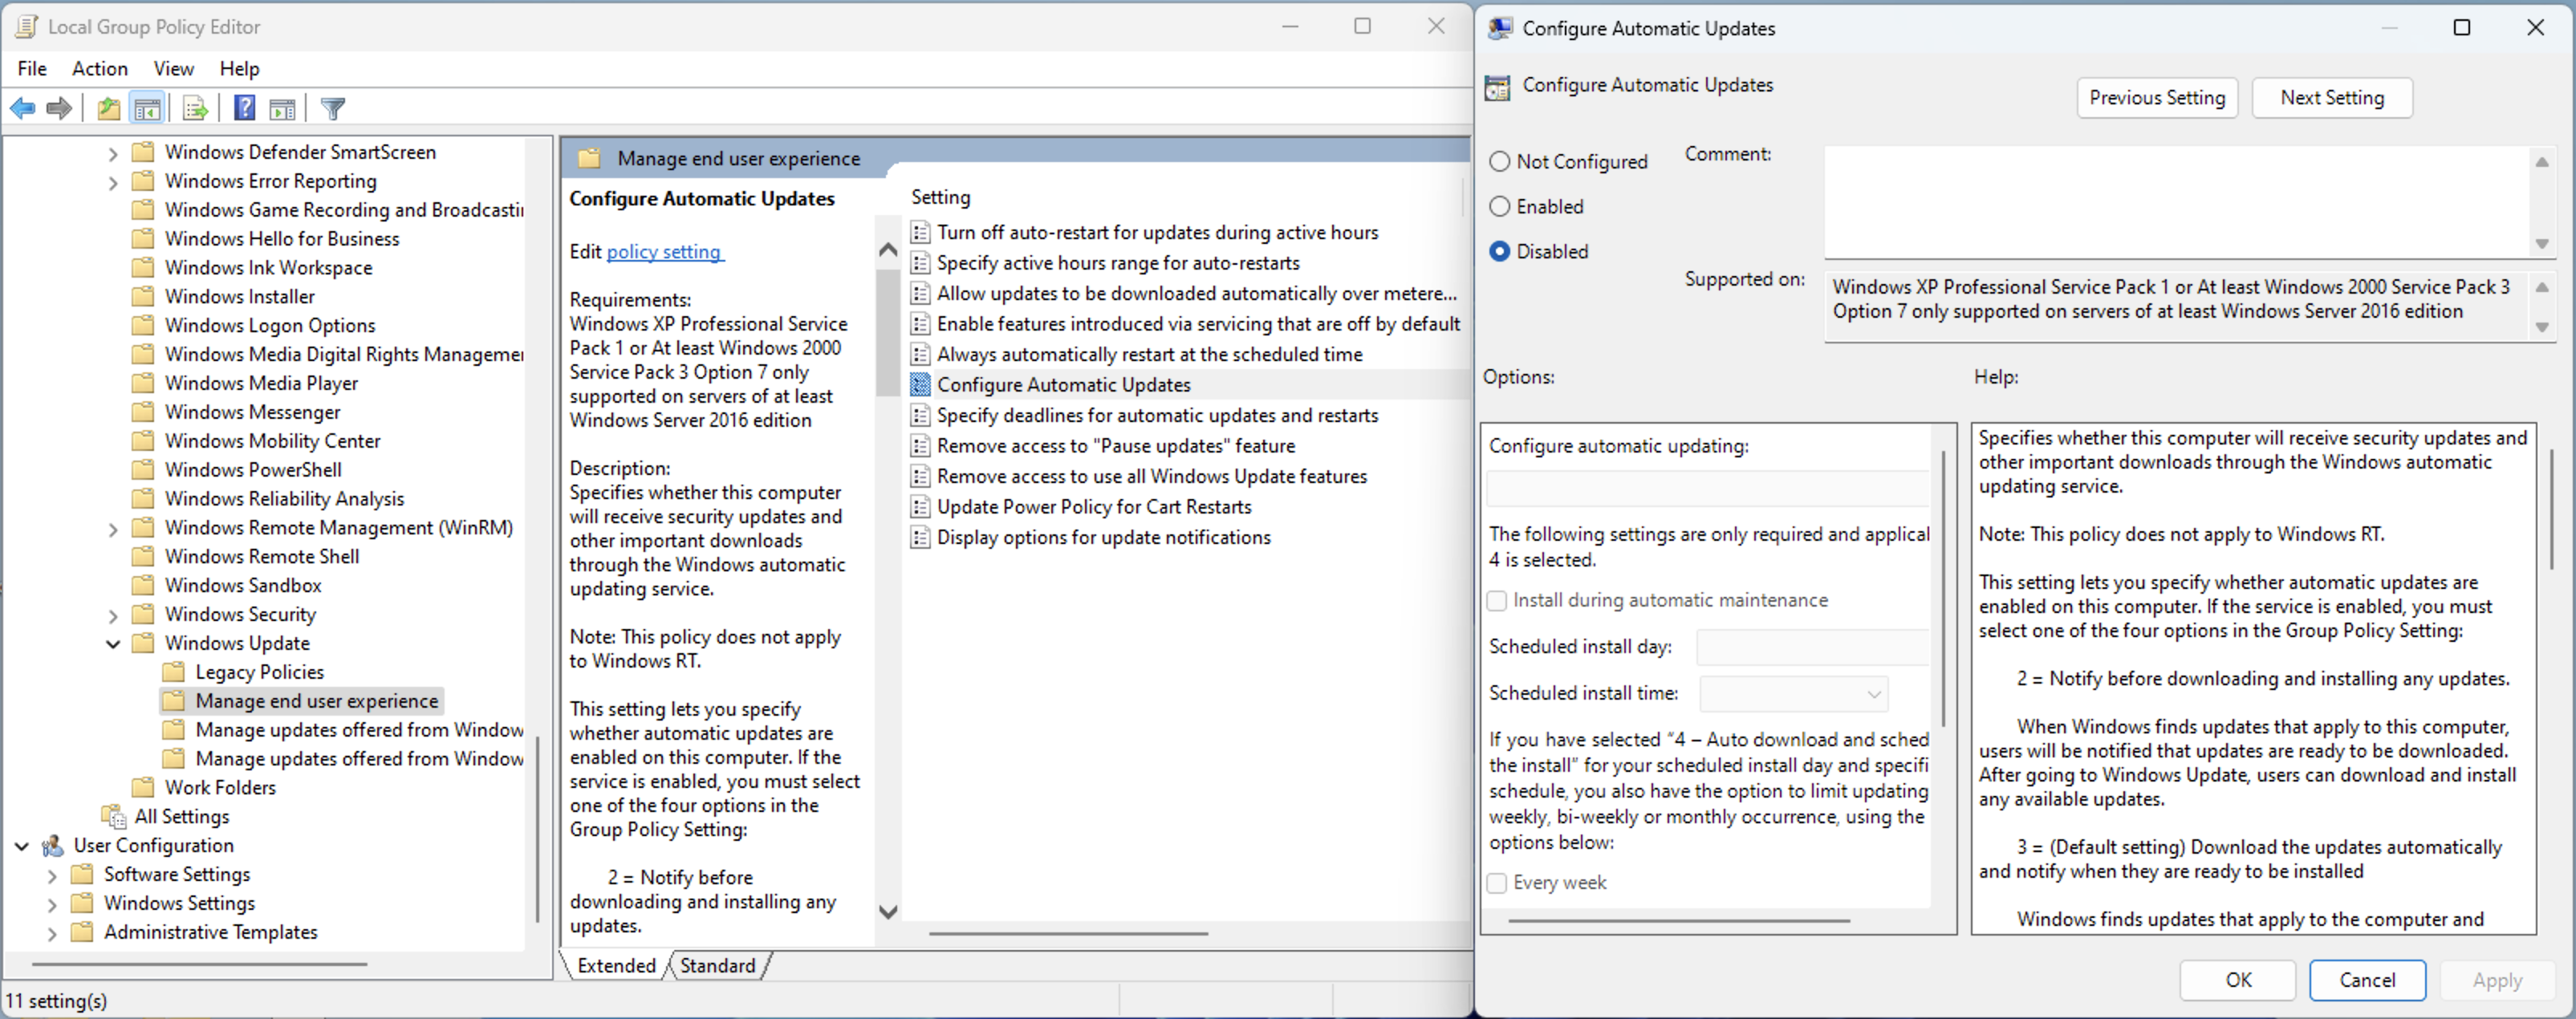 Local Group Policy Editor
File Action View Help
Windows Defender SmartScreen
Windows Error Reporting
Windows Game Recording and Broadcasti
Windows Hello for Business
Windows Ink Workspace
Windows Installer
Windows Logon Options
Windows Media Digital Rights Managemer
Windows Media Player
Windows Messenger
Windows Mobility Center
Windows PowerShell
Windows Reliability Analysis
Windows Remote Management (WinRM)
Windows Remote Shell
Windows Sandbox
Windows Security
Windows Update
Legacy Policies
Manage end user experience
Manage updates offered from Window
Manage updates offered from Window
Work Folders
All Settings
User Configuration
Software Settings
Windows Settings
Administrative Templates
11 setting(s)
Manage end user experience
Configure Automatic Updates
Edit policy setting
Requirements:
Windows XP Professional Service
Pack 1 or At least Windows 2000
Service Pack 3 Option 7 only
supported on servers of at least
Windows Server 2016 edition
Description:
Specifies whether this computer
will receive security updates and
other important downloads
through the Windows automatic
updating service.
Note: This policy does not apply
to Windows RT.
This setting lets you specify
whether automatic updates are
enabled on this computer. If the
service is enabled, you must select
one of the four options in the
Group Policy Setting:
2 = Notify before
downloading and installing any
updates.
Setting
Turn off auto-restart for updates during active hours
Specify active hours range for auto-restarts
Allow updates to be downloaded automatically over metere...
Enable features introduced via servicing that are off by default
Always automatically restart at the scheduled time
Configure Automatic Updates
Specify deadlines for automatic updates and restarts
Remove access to "Pause updates" feature
Remove access to use all Windows Update features
Update Power Policy for Cart Restarts
Display options for update notifications
Extended Standard
Configure Automatic Updates
Configure Automatic Updates
Previous Setting Next Setting
Not Configured
Enabled
Disabled
Comment:
Supported on:
Windows XP Professional Service Pack 1 or At least Windows 2000 Service Pack 3
Option 7 only supported on servers of at least Windows Server 2016 edition
Options:
Help:
Configure automatic updating:
The following settings are only required and applical
4 is selected.
Install during automatic maintenance
Scheduled install day:
Scheduled install time:
If you have selected “4 – Auto download and sched
the install” for your scheduled install day and specifi
schedule, you also have the option to limit updating
weekly, bi-weekly or monthly occurrence, using the
options below:
Every week
Specifies whether this computer will receive security updates and
other important downloads through the Windows automatic
updating service.
Note: This policy does not apply to Windows RT.
This setting lets you specify whether automatic updates are
enabled on this computer. If the service is enabled, you must
select one of the four options in the Group Policy Setting:
2 = Notify before downloading and installing any updates.
When Windows finds updates that apply to this computer,
users will be notified that updates are ready to be downloaded.
After going to Windows Update, users can download and install
any available updates.
3 = (Default setting) Download the updates automatically
and notify when they are ready to be installed
Windows finds updates that apply to the computer and
OK Cancel Apply